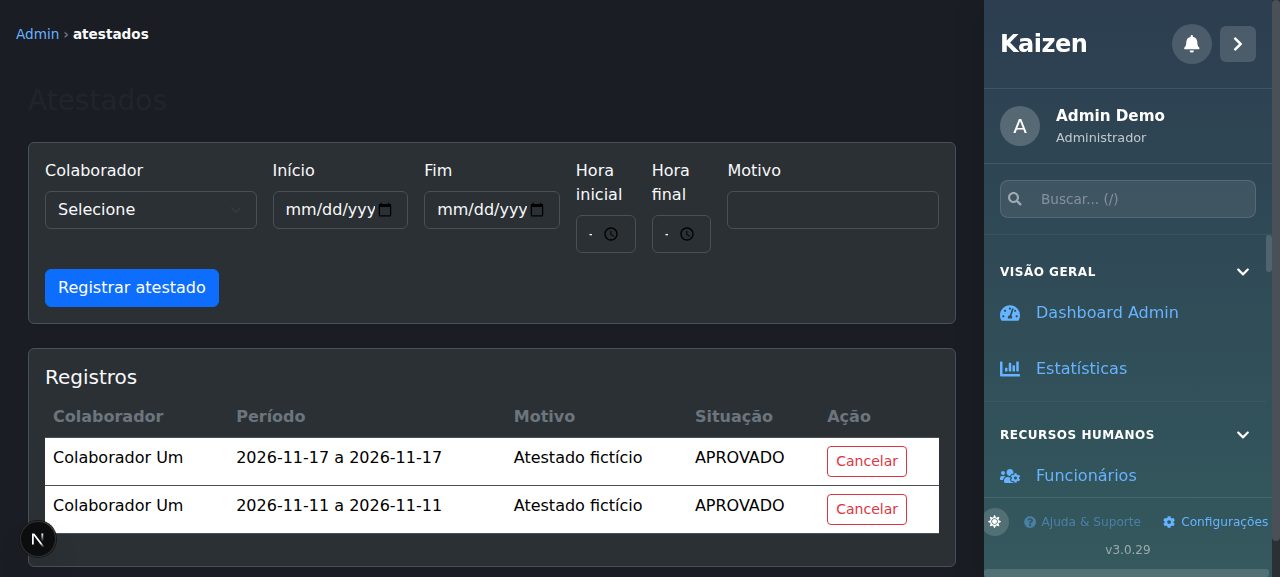 Admin › atestados
Atestados
Colaborador
Selecione
Início
mm/dd/yyy
Fim
mm/dd/yyy
Hora inicial
-
Hora final
-
Motivo
Registrar atestado
Registros
Colaborador Período Motivo Situação Ação
Colaborador Um 2026-11-17 a 2026-11-17 Atestado fictício APROVADO Cancelar
Colaborador Um 2026-11-11 a 2026-11-11 Atestado fictício APROVADO Cancelar
N
Kaizen
A
Admin Demo
Administrador
Buscar... (/)
VISÃO GERAL
Dashboard Admin
Estatísticas
RECURSOS HUMANOS
Funcionários
Ajuda & Suporte Configurações
v3.0.29